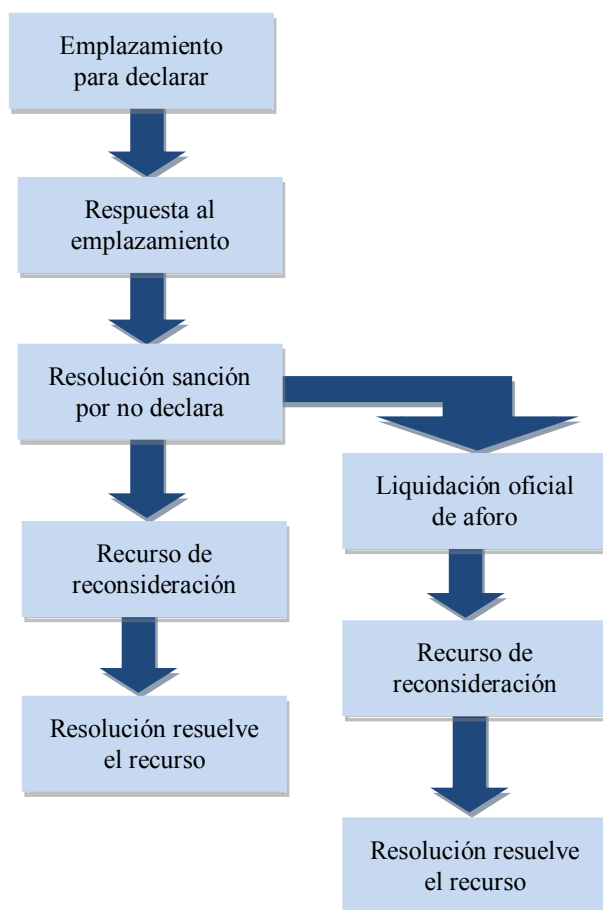 Emplazamiento
para declarar
Respuesta al
emplazamiento
Resolución sanción
por no declara
Recurso de
reconsideración
Resolución resuelve
el recurso
Liquidación oficial
de aforo
Recurso de
reconsideración
Resolución resuelve
el recurso